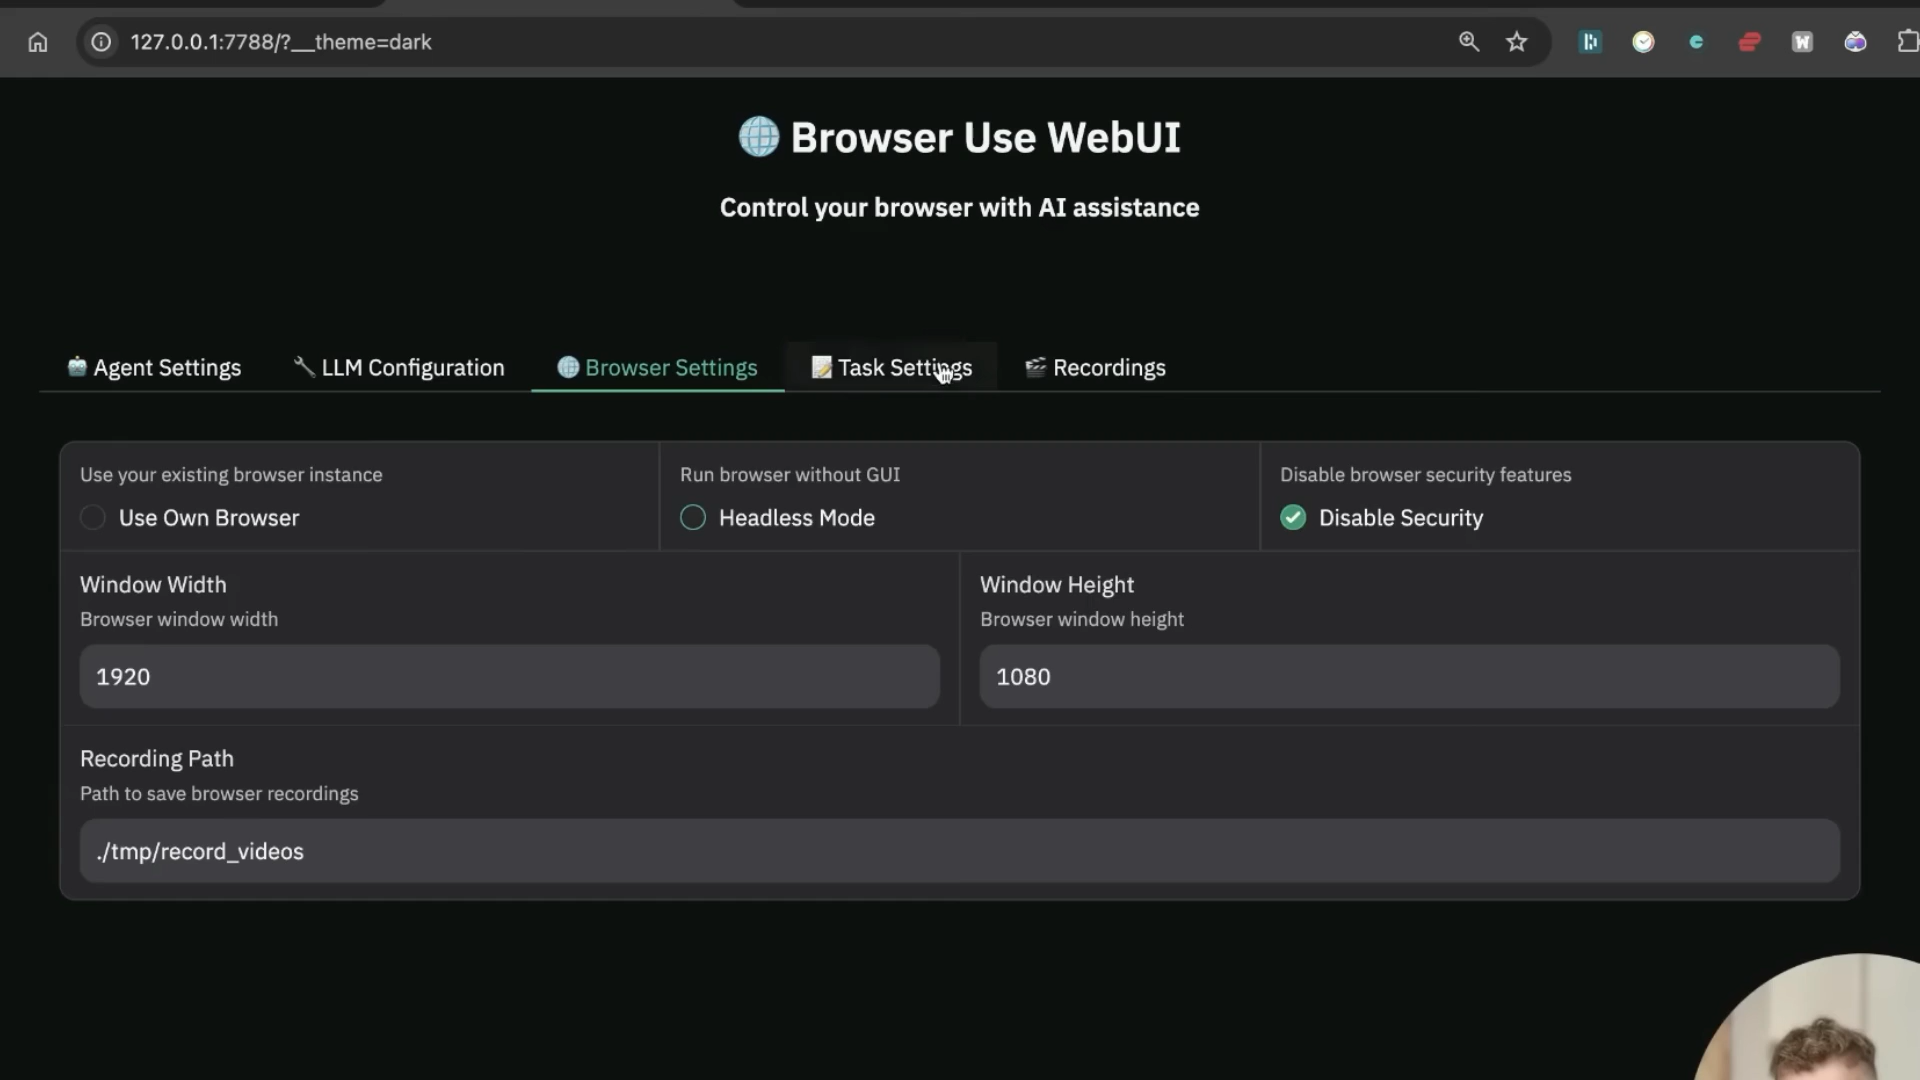 127.0.0.1:7788/?__theme=dark
W
Browser Use WebUI
Control your browser with AI assistance
Agent Settings
LLM Configuration
Browser Settings
Task Settings
Recordings
Use your existing browser instance
Use Own Browser
Run browser without GUI
Headless Mode
Disable browser security features
Disable Security
Window Width
Browser window width
1920
Window Height
Browser window height
1080
Recording Path
Path to save browser recordings
./tmp/record_videos